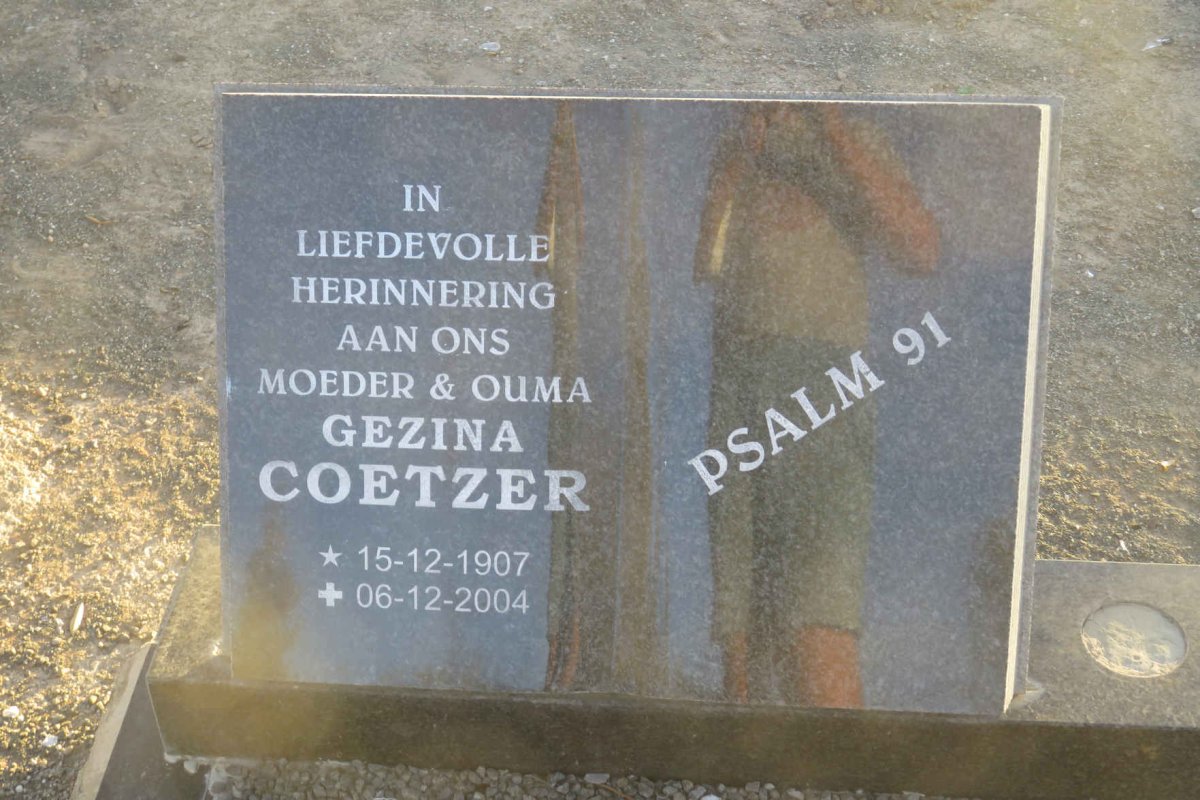 IN
LIEFDEVOLLE
HERINNERING
AAN ONS
MOEDER & OUMA
GEZINA
COETZER
★ 15-12-1907
✚ 06-12-2004
PSALM 91